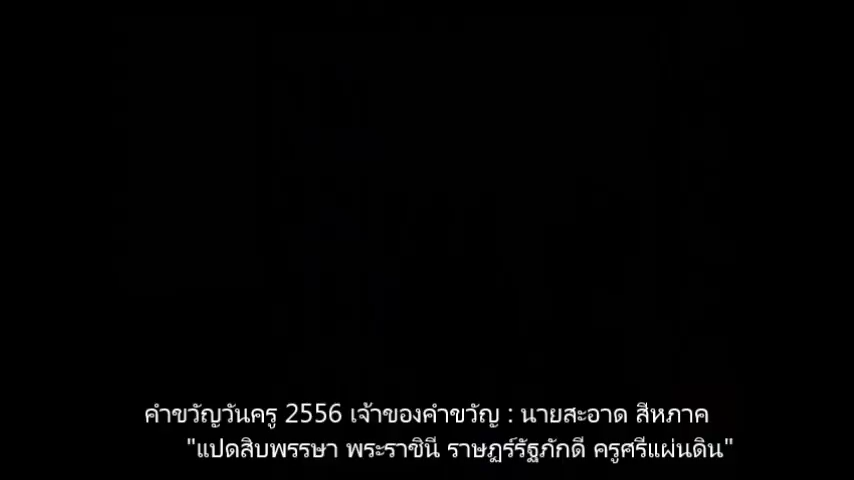 คำขวัญวันครู 2556 เจ้าของคำขวัญ : นายสะอาด สีหภาค
"แปดสิบพรรษา พระราชินี ราษฏร์รัฐภักดี ครูศรีแผ่นดิน"